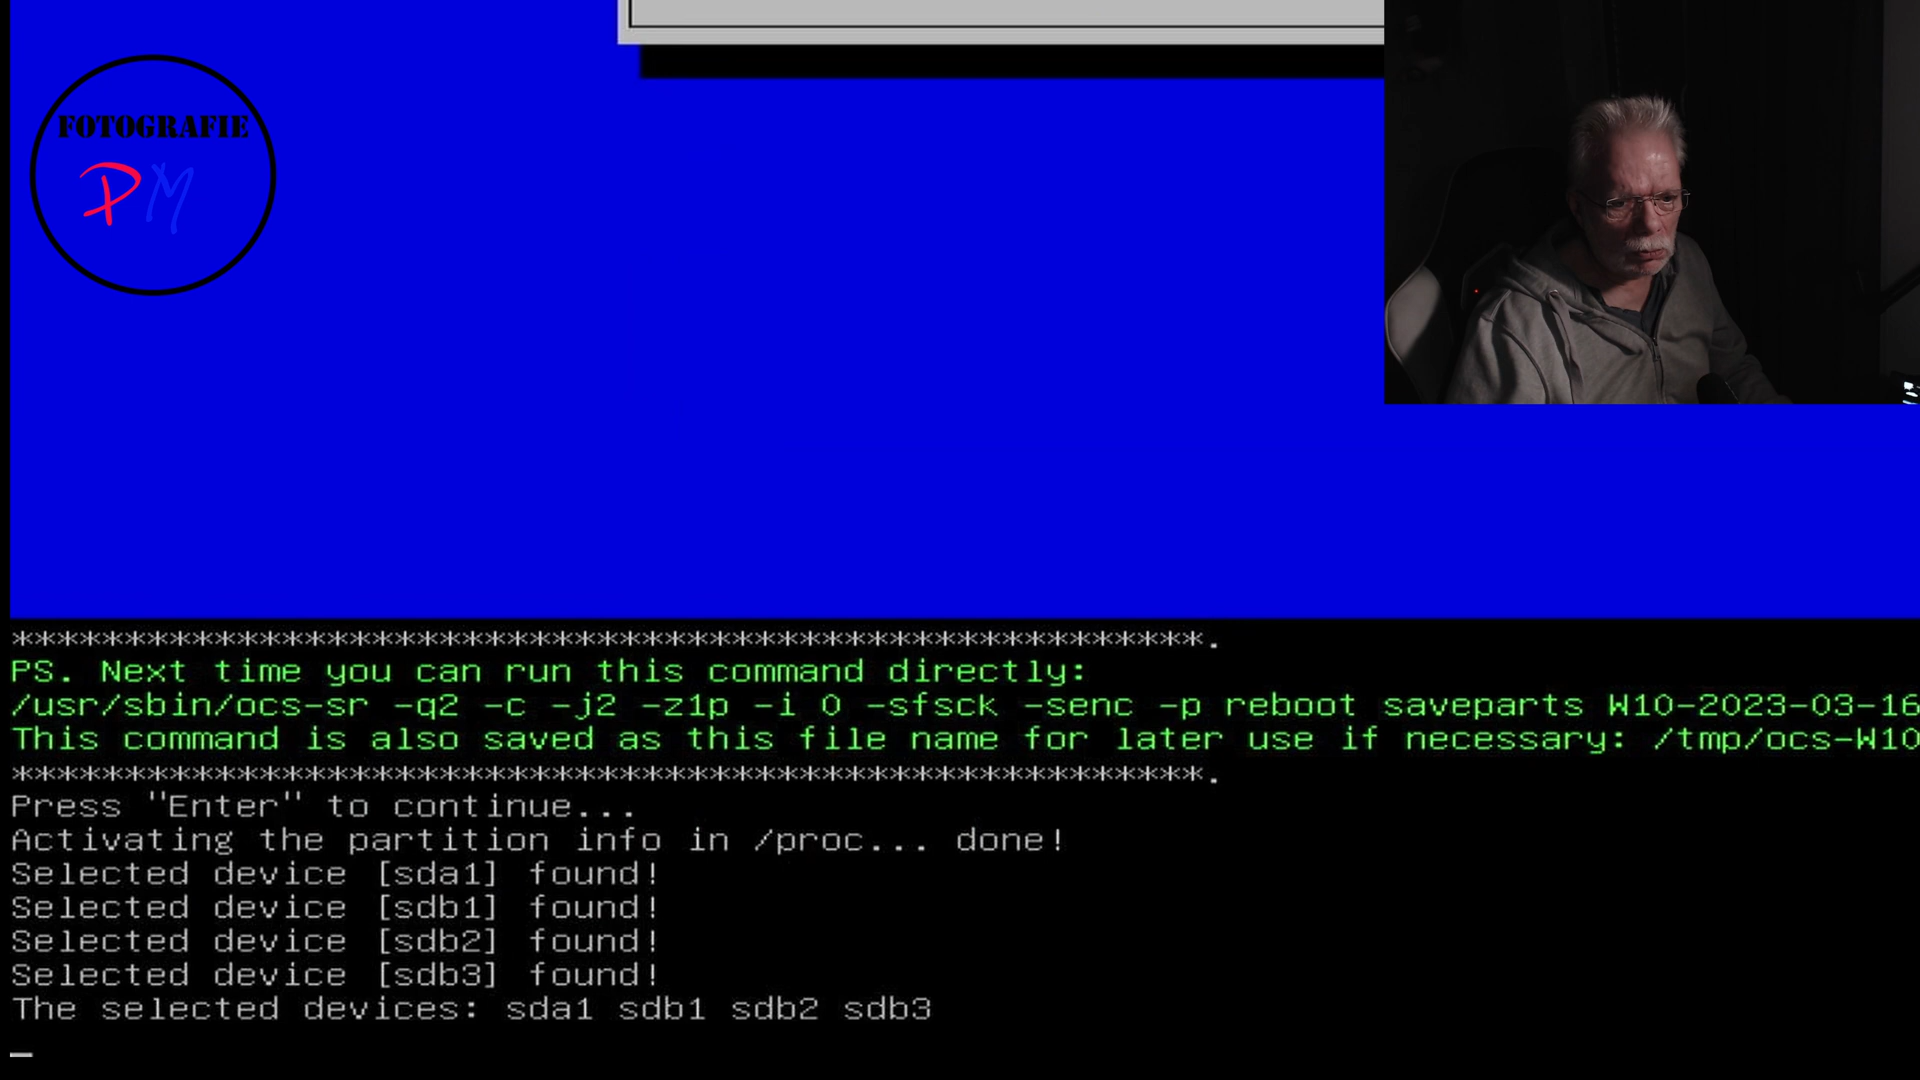 FOTOGRAFIE
PM
************************************************************.
PS. Next time you can run this command directly:
/usr/sbin/ocs-sr -q2 -c -j2 -z1p -i 0 -sfsck -senc -p reboot saveparts W10-2023-03-16
This command is also saved as this file name for later use if necessary: /tmp/ocs-W10
************************************************************.
Press "Enter" to continue...
Activating the partition info in /proc... done!
Selected device [sda1] found!
Selected device [sdb1] found!
Selected device [sdb2] found!
Selected device [sdb3] found!
The selected devices: sda1 sdb1 sdb2 sdb3